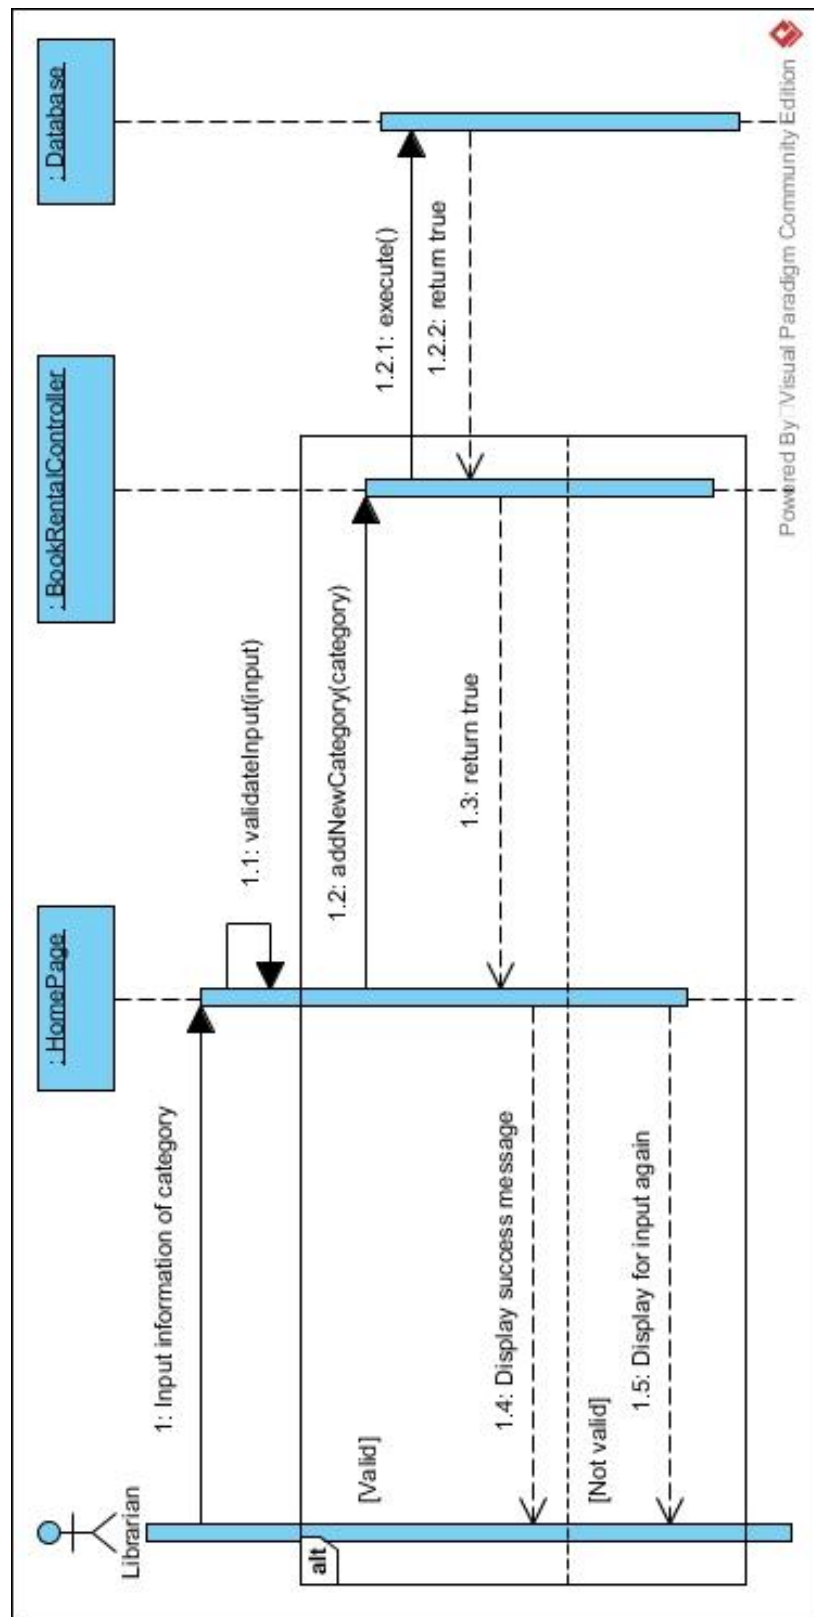 Librarian
: HomePage
: BookRentalController
: Database
1: Input information of category
1.1: validateInput(input)
alt
[Valid]
1.2: addNewCategory(category)
1.2.1: execute()
1.2.2: return true
1.3: return true
1.4: Display success message
[Not valid]
1.5: Display for input again
Powered By Visual Paradigm Community Edition